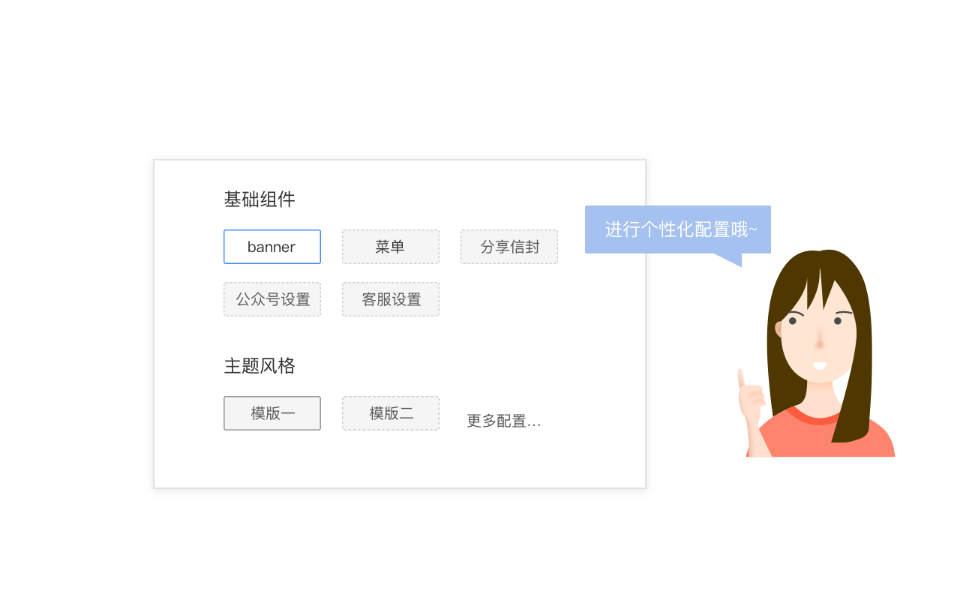 基础组件
进行个性化配置哦~
banner 菜单 分享信封
公众号设置 客服设置
主题风格
模版一 模版二 更多配置...